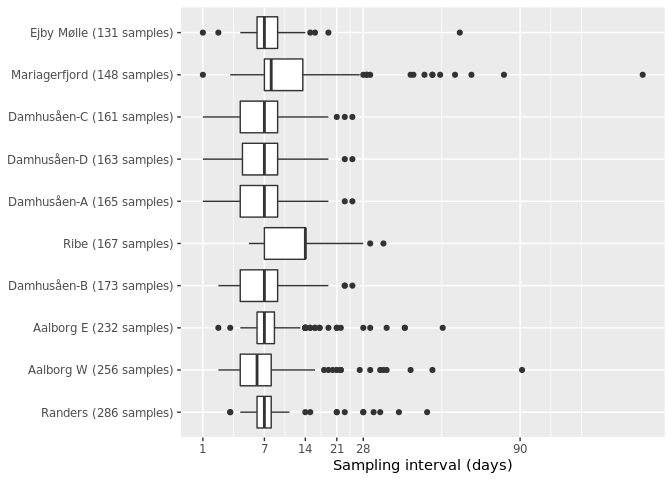 Ejby Mølle (131 samples)
Mariagerfjord (148 samples)
Damhusåen-C (161 samples)
Damhusåen-D (163 samples)
Damhusåen-A (165 samples)
Ribe (167 samples)
Damhusåen-B (173 samples)
Aalborg E (232 samples)
Aalborg W (256 samples)
Randers (286 samples)
1 7 14 21 28 90
Sampling interval (days)